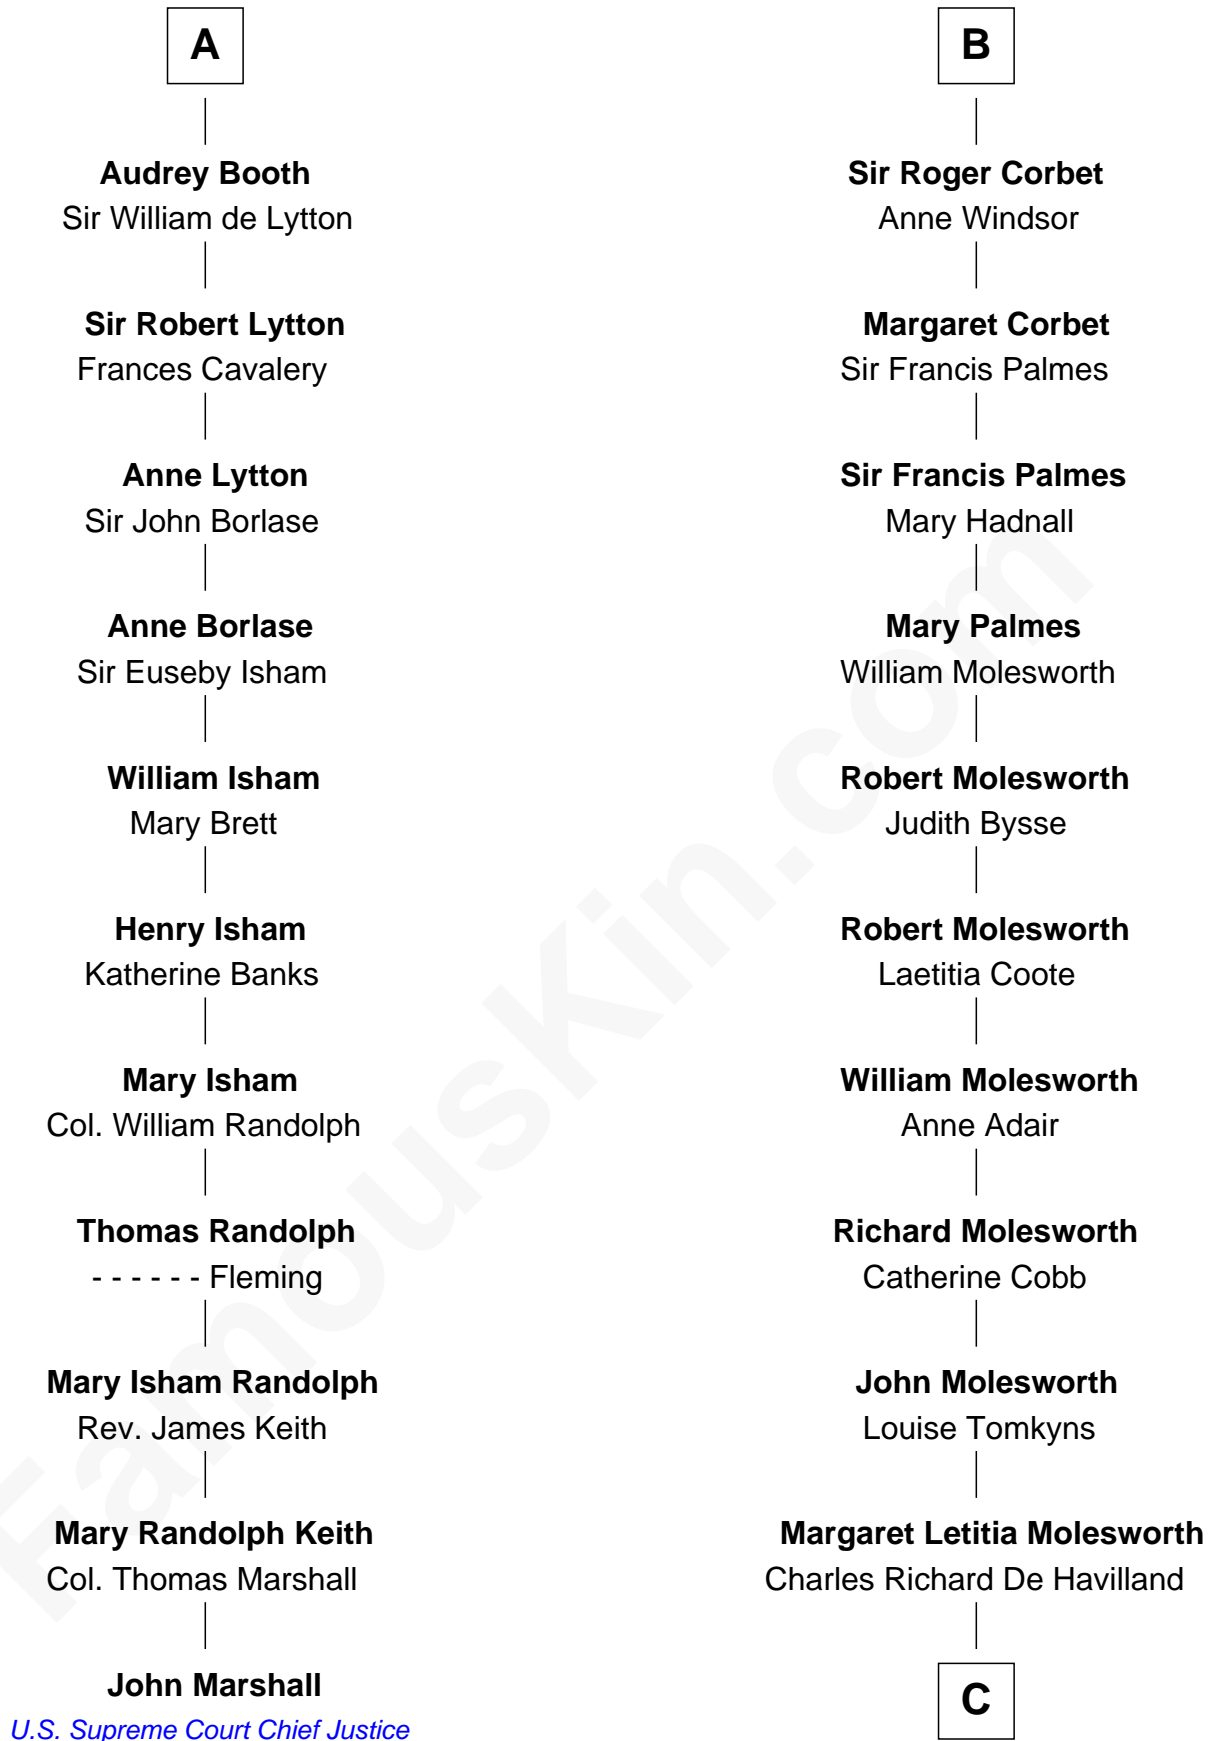 A
Audrey Booth
Sir William de Lytton
Sir Robert Lytton
Frances Cavalery
Anne Lytton
Sir John Borlase
Anne Borlase
Sir Euseby Isham
William Isham
Mary Brett
Henry Isham
Katherine Banks
Mary Isham
Col. William Randolph
Thomas Randolph
- - - - - - Fleming
Mary Isham Randolph
Rev. James Keith
Mary Randolph Keith
Col. Thomas Marshall
John Marshall
U.S. Supreme Court Chief Justice
B
Sir Roger Corbet
Anne Windsor
Margaret Corbet
Sir Francis Palmes
Sir Francis Palmes
Mary Hadnall
Mary Palmes
William Molesworth
Robert Molesworth
Judith Bysse
Robert Molesworth
Laetitia Coote
William Molesworth
Anne Adair
Richard Molesworth
Catherine Cobb
John Molesworth
Louise Tomkyns
Margaret Letitia Molesworth
Charles Richard De Havilland
C
FamousKin.com